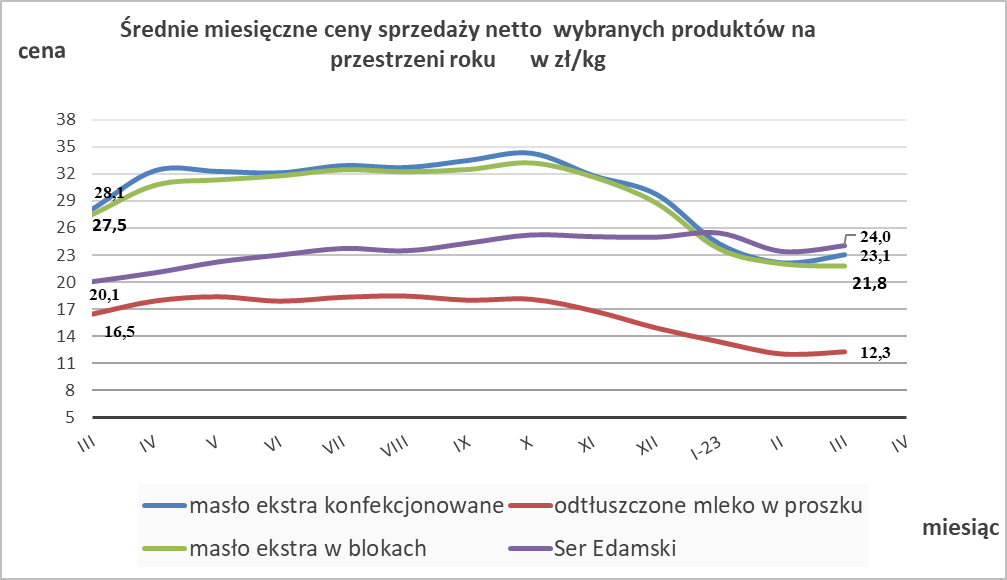 Średnie miesięczne ceny sprzedaży netto wybranych produktów na
przestrzeni roku w zł/kg
cena
38
35
32
29
26
23
20
17
14
11
8
5
28,1
27,5
20,1
16,5
24,0
23,1
21,8
12,3
III IV V VI VII VIII IX X XI XII I-23 II III IV
masło ekstra konfekcjonowane odtłuszczone mleko w proszku
masło ekstra w blokach Ser Edamski
miesiąc